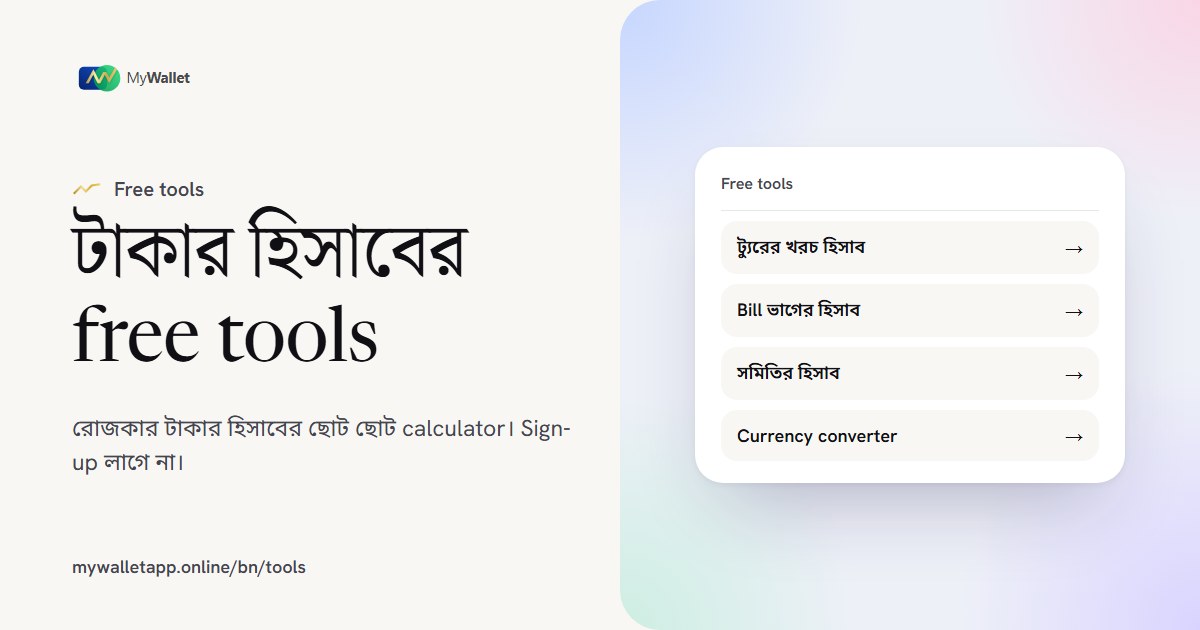 MyWallet
Free tools
টাকার হিসাবের
free tools
রোজকার টাকার হিসাবের ছোট ছোট calculator। Sign-
up লাগে না।
mywalletapp.online/bn/tools
Free tools
ট্যুরের খরচ হিসাব →
Bill ভাগের হিসাব →
সমিতির হিসাব →
Currency converter →